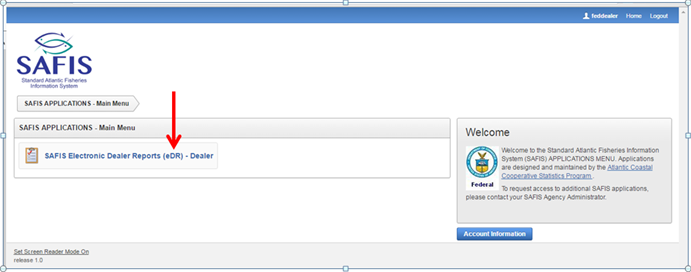 feddealer Home Logout
SAFIS
Standard Atlantic Fisheries
Information System
SAFIS APPLICATIONS - Main Menu
SAFIS APPLICATIONS - Main Menu
SAFIS Electronic Dealer Reports (eDR) - Dealer
Welcome
Welcome to the Standard Atlantic Fisheries Information
System (SAFIS) APPLICATIONS MENU. Applications
are designed and maintained by the Atlantic Coastal
Cooperative Statistics Program .
Federal
To request access to additional SAFIS applications,
please contact your SAFIS Agency Administrator.
Account Information
Set Screen Reader Mode On
release 1.0